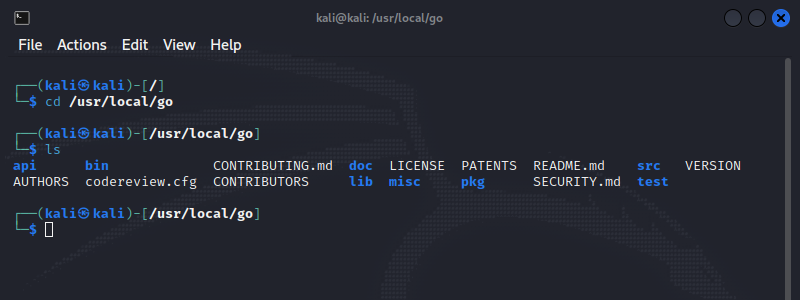 kali@kali: /usr/local/go
File Actions Edit View Help
┌──(kali㉿kali)-[/]
└─$ cd /usr/local/go
┌──(kali㉿kali)-[/usr/local/go]
└─$ ls
api bin CONTRIBUTING.md doc LICENSE PATENTS README.md src VERSION
AUTHORS codereview.cfg CONTRIBUTORS lib misc pkg SECURITY.md test
┌──(kali㉿kali)-[/usr/local/go]
└─$